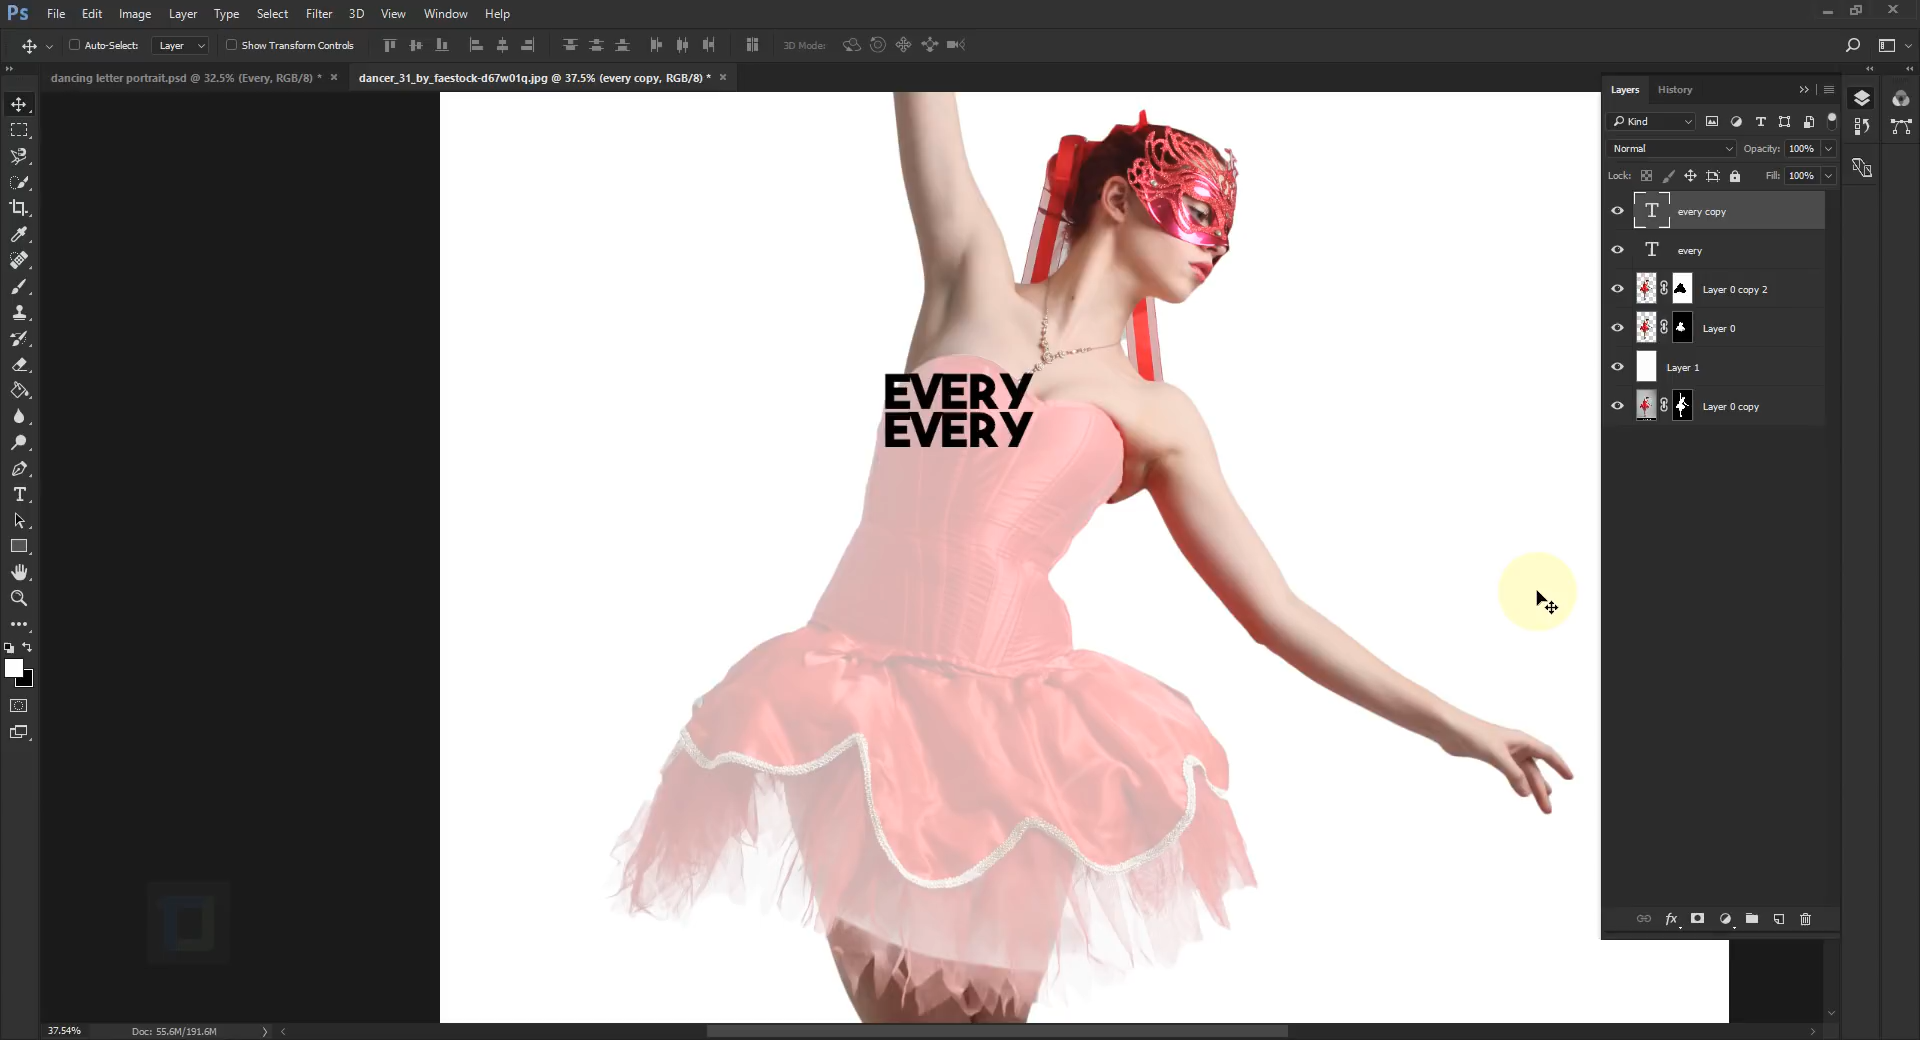 Ps File Edit Image Layer Type Select Filter 3D View Window Help
Auto-Select: Layer Show Transform Controls 3D Mode:
dancing letter portrait.psd @ 32.5% (Every, RGB/8) * × dancer_31_by_faestock-d67w01q.jpg @ 37.5% (every copy, RGB/8) * ×
Layers History
Kind
Normal Opacity: 100%
Lock: Fill: 100%
T every copy
T every
Layer 0 copy 2
Layer 0
Layer 1
Layer 0 copy
EVERY
EVERY
fx
37.54% Doc: 55.6M/191.6M